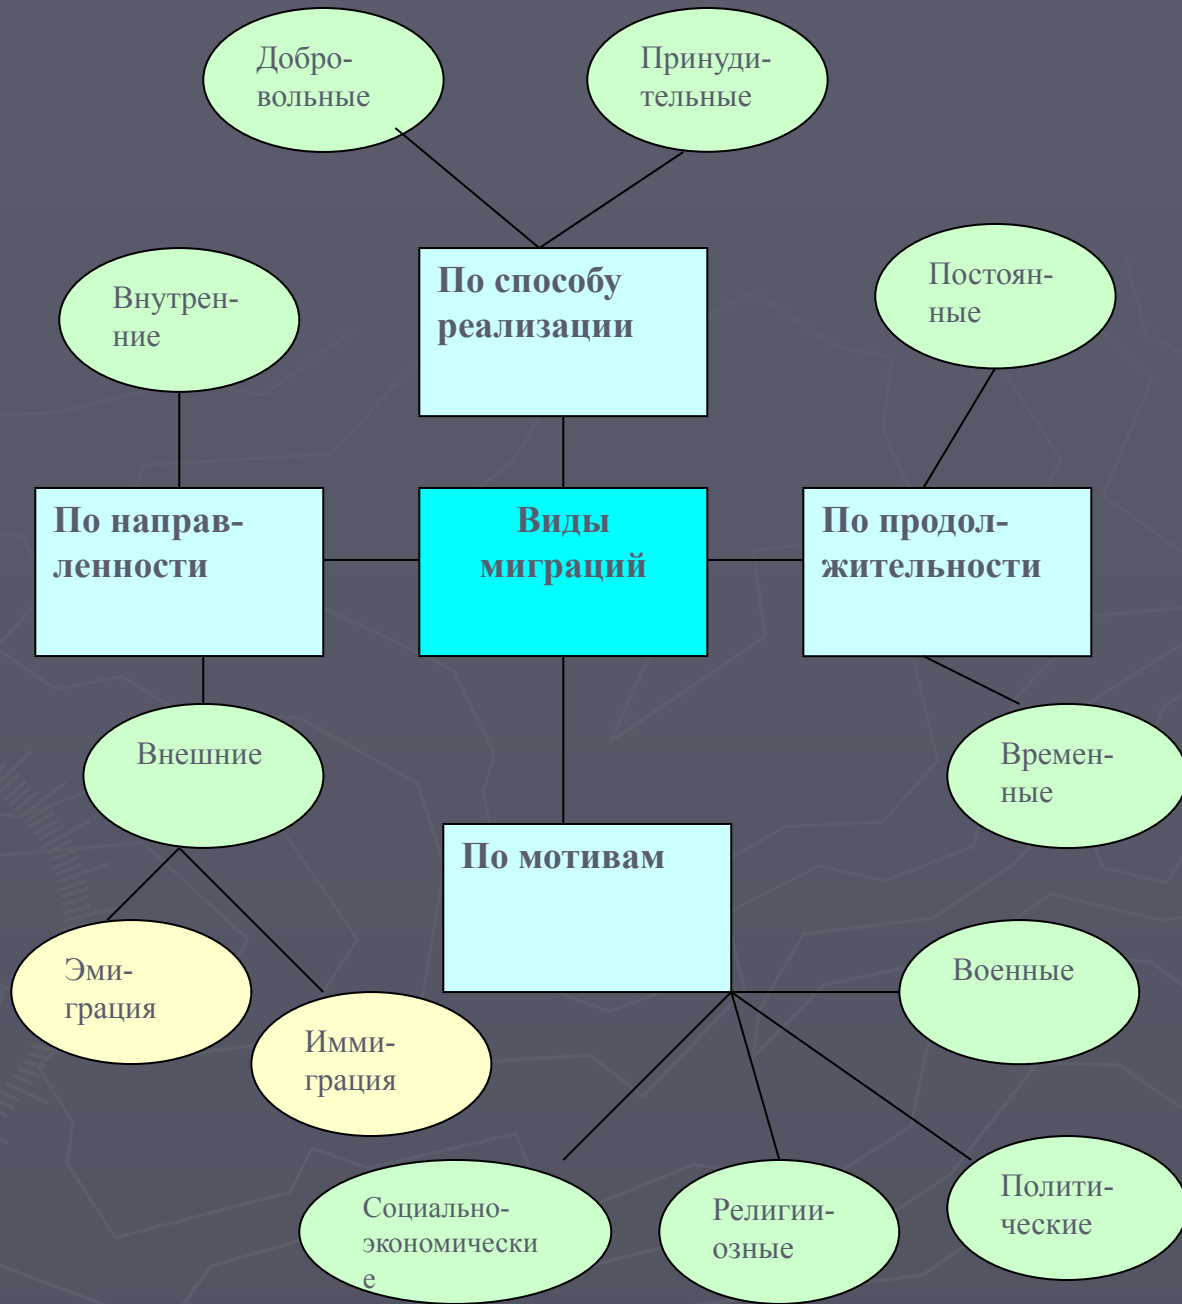 Добро-
вольные
Принуди-
тельные
По способу
реализации
Внутрен-
ние
Постоян-
ные
По направ-
ленности
Виды
миграций
По продол-
жительности
Внешние
Времен-
ные
По мотивам
Эми-
грация
Имми-
грация
Военные
Социально-
экономически
е
Религии-
озные
Полити-
ческие